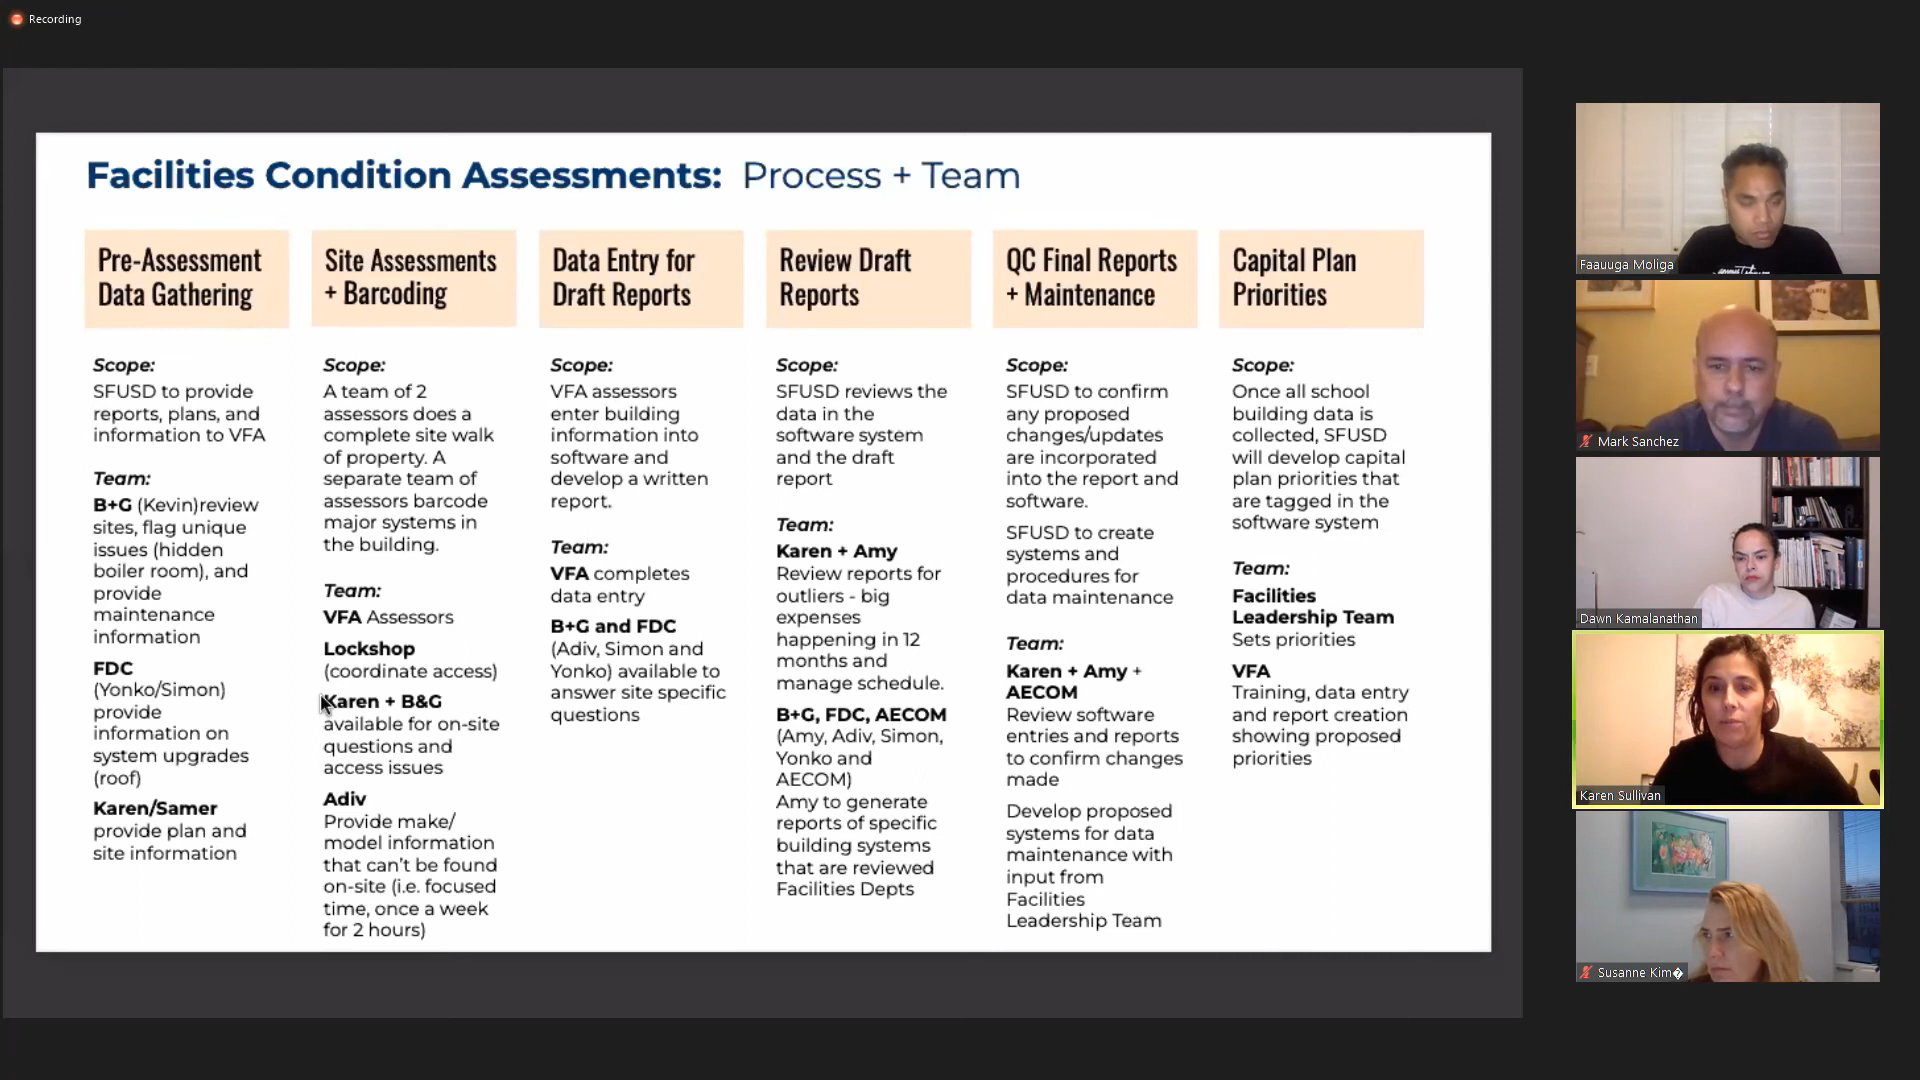 Recording
Facilities Condition Assessments: Process + Team
Pre-Assessment
Data Gathering
Scope:
SFUSD to provide
reports, plans, and
information to VFA
Team:
B+G (Kevin)review
sites, flag unique
issues (hidden
boiler room), and
provide
maintenance
information
FDC
(Yonko/Simon)
provide
information on
system upgrades
(roof)
Karen/Samer
provide plan and
site information
Site Assessments
+ Barcoding
Scope:
A team of 2
assessors does a
complete site walk
of property. A
separate team of
assessors barcode
major systems in
the building.
Team:
VFA Assessors
Lockshop
(coordinate access)
Karen + B&G
available for on-site
questions and
access issues
Adiv
Provide make/
model information
that can't be found
on-site (i.e. focused
time, once a week
for 2 hours)
Data Entry for
Draft Reports
Scope:
VFA assessors
enter building
information into
software and
develop a written
report.
Team:
VFA completes
data entry
B+G and FDC
(Adiv, Simon and
Yonko) available to
answer site specific
questions
Review Draft
Reports
Scope:
SFUSD reviews the
data in the
software system
and the draft
report
Team:
Karen + Amy
Review reports for
outliers - big
expenses
happening in 12
months and
manage schedule.
B+G, FDC, AECOM
(Amy, Adiv, Simon,
Yonko and
AECOM)
Amy to generate
reports of specific
building systems
that are reviewed
Facilities Depts
QC Final Reports
+ Maintenance
Scope:
SFUSD to confirm
any proposed
changes/updates
are incorporated
into the report and
software.
SFUSD to create
systems and
procedures for
data maintenance
Team:
Karen + Amy +
AECOM
Review software
entries and reports
to confirm changes
made
Develop proposed
systems for data
maintenance with
input from
Facilities
Leadership Team
Capital Plan
Priorities
Scope:
Once all school
building data is
collected, SFUSD
will develop capital
plan priorities that
are tagged in the
software system
Team:
Facilities
Leadership Team
Sets priorities
VFA
Training, data entry
and report creation
showing proposed
priorities
Faauuga Moliga
Mark Sanchez
Dawn Kamalanathan
Karen Sullivan
Susanne Kim�